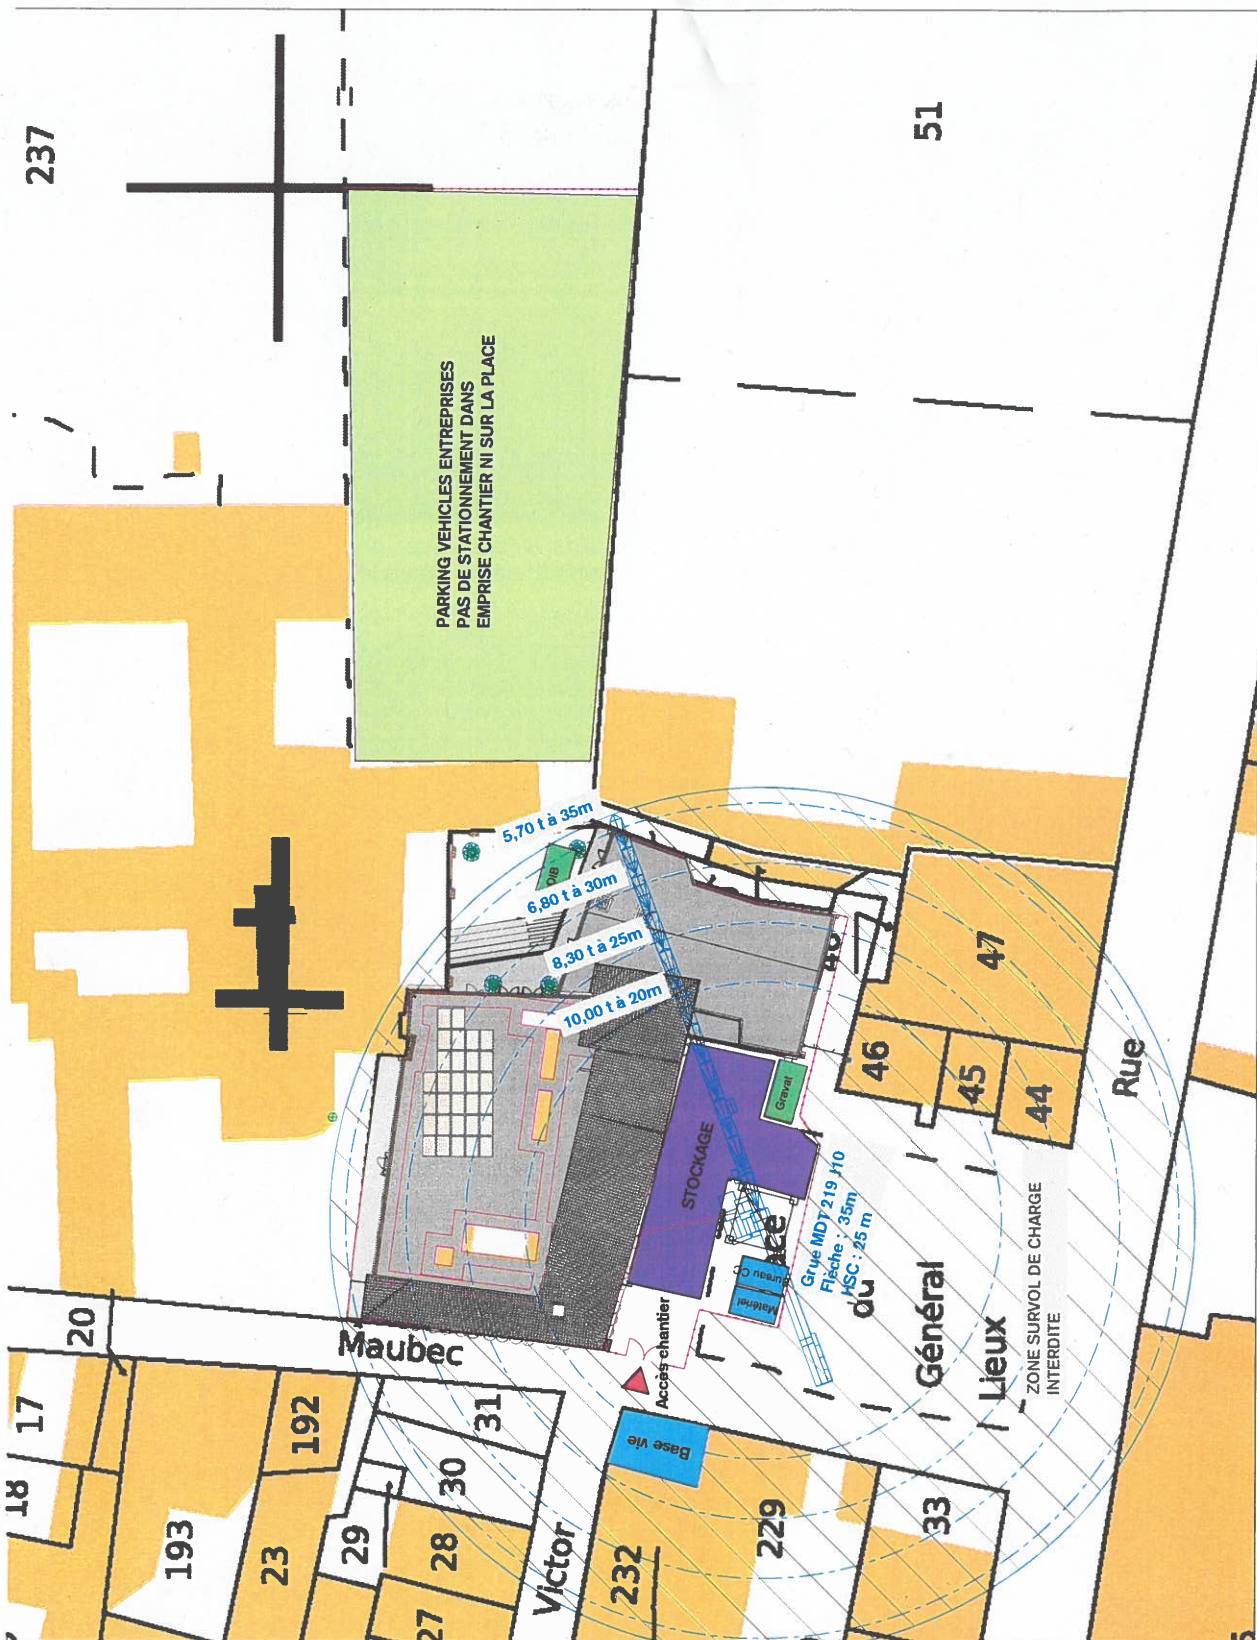 237
51
PARKING VEHICLES ENTREPRISES
PAS DE STATIONNEMENT DANS
EMPRISE CHANTIER NI SUR LA PLACE
5,70 t à 35m
6,80 t à 30m
8,30 t à 25m
10,00 t à 20m
DIB
47
46
45
44
Rue
Gravat
STOCKAGE
Grue MDT 219 J10
Flèche : 35m
HSC : 25 m
Bureau CC
Matériel
Accès chantier
Base vie
du
Général
Lieux
ZONE SURVOL DE CHARGE
INTERDITE
Maubec
Victor
20
17
18
192
193
31
30
29
28
27
23
232
229
33